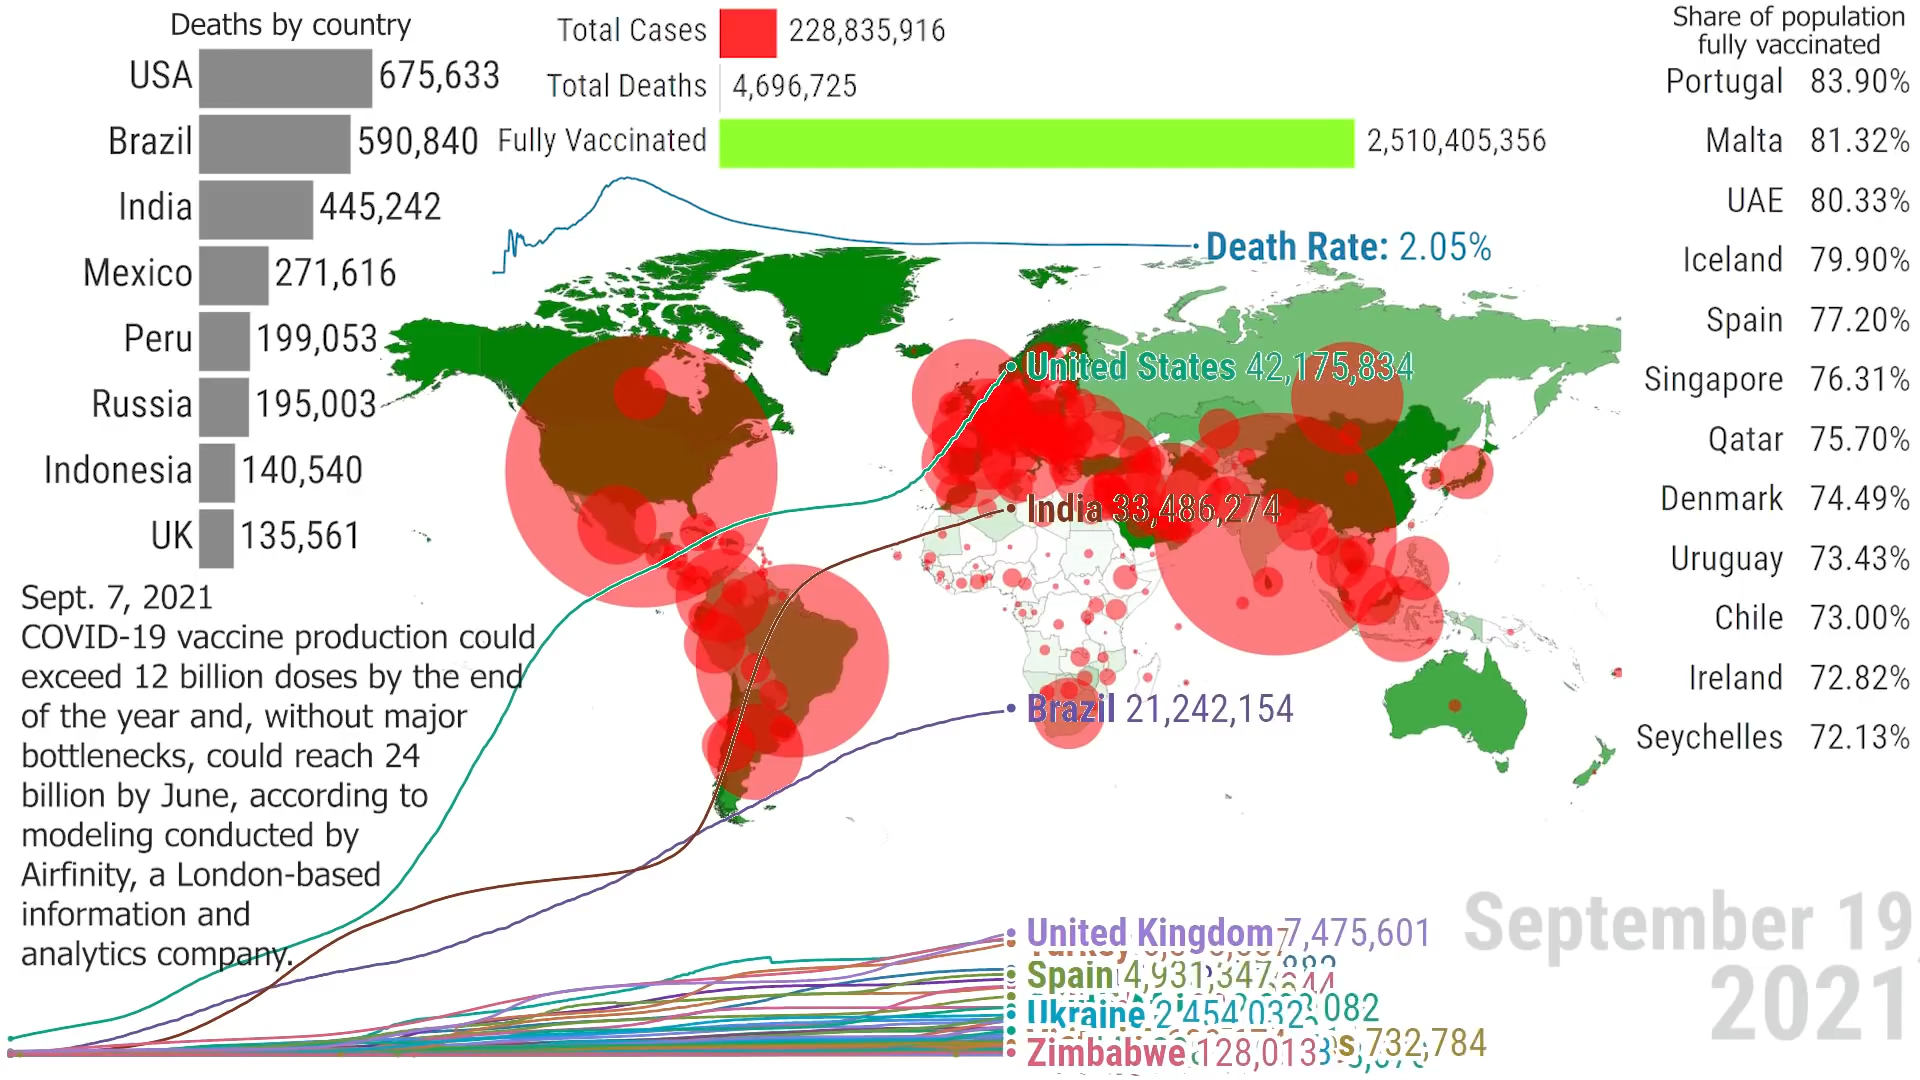 Deaths by country
USA 675,633
Brazil 590,840
India 445,242
Mexico 271,616
Peru 199,053
Russia 195,003
Indonesia 140,540
UK 135,561
Total Cases 228,835,916
Total Deaths 4,696,725
Fully Vaccinated 2,510,405,356
Death Rate: 2.05%
Share of population
fully vaccinated
Portugal 83.90%
Malta 81.32%
UAE 80.33%
Iceland 79.90%
Spain 77.20%
Singapore 76.31%
Qatar 75.70%
Denmark 74.49%
Uruguay 73.43%
Chile 73.00%
Ireland 72.82%
Seychelles 72.13%
Sept. 7, 2021
COVID-19 vaccine production could
exceed 12 billion doses by the end
of the year and, without major
bottlenecks, could reach 24
billion by June, according to
modeling conducted by
Airfinity, a London-based
information and
analytics company.
United States 42,175,834
India 33,486,274
Brazil 21,242,154
United Kingdom 7,475,601
Spain 4,931,347
Ukraine 2,454,032
732,784
Zimbabwe 128,013
September 19
2021